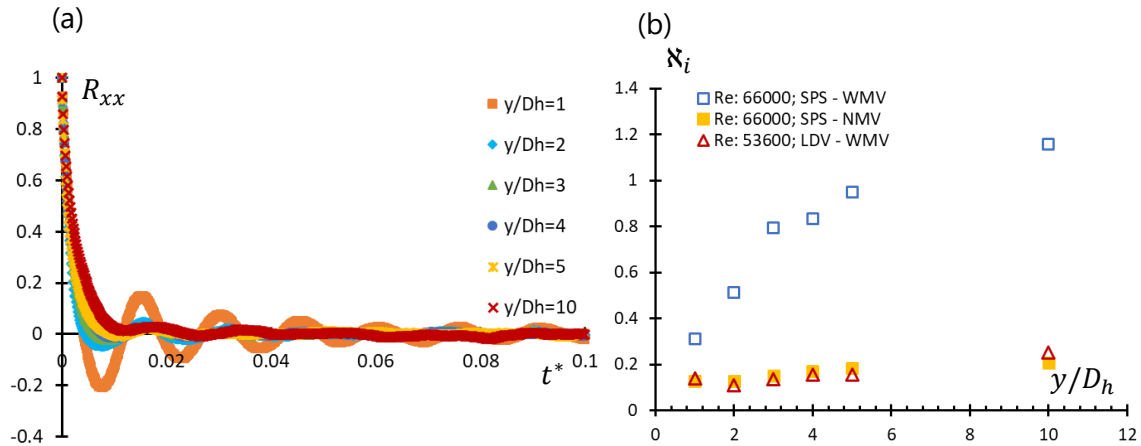 (a)
R_{xx}
1
0.8
0.6
0.4
0.2
0
-0.2
-0.4
0
0.02
0.04
0.06
0.08
0.1
t^*
y/Dh=1
y/Dh=2
y/Dh=3
y/Dh=4
y/Dh=5
y/Dh=10
(b)
ℵ_i
1.4
1.2
1
0.8
0.6
0.4
0.2
0
Re: 66000; SPS - WMV
Re: 66000; SPS - NMV
Re: 53600; LDV - WMV
y/D_h
0
2
4
6
8
10
12